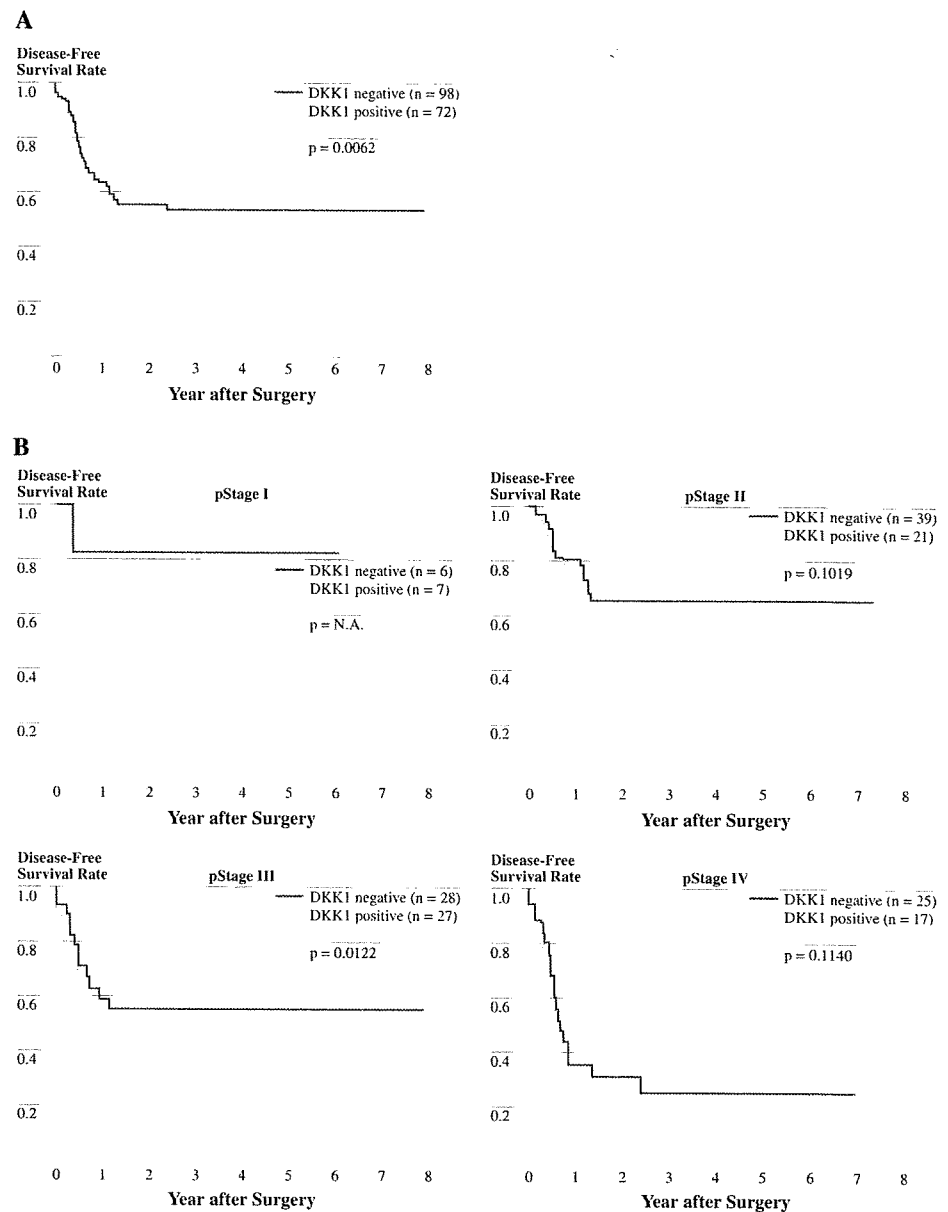 A
Disease-Free
Survival Rate
1.0
0.8
0.6
0.4
0.2
DKK1 negative (n = 98)
DKK1 positive (n = 72)
p = 0.0062
0 1 2 3 4 5 6 7 8
Year after Surgery
B
Disease-Free
Survival Rate
pStage I
1.0
0.8
0.6
0.4
0.2
DKK1 negative (n = 6)
DKK1 positive (n = 7)
p = N.A.
0 1 2 3 4 5 6 7 8
Year after Surgery
Disease-Free
Survival Rate
pStage II
1.0
0.8
0.6
0.4
0.2
DKK1 negative (n = 39)
DKK1 positive (n = 21)
p = 0.1019
0 1 2 3 4 5 6 7 8
Year after Surgery
Disease-Free
Survival Rate
pStage III
1.0
0.8
0.6
0.4
0.2
DKK1 negative (n = 28)
DKK1 positive (n = 27)
p = 0.0122
0 1 2 3 4 5 6 7 8
Year after Surgery
Disease-Free
Survival Rate
pStage IV
1.0
0.8
0.6
0.4
0.2
DKK1 negative (n = 25)
DKK1 positive (n = 17)
p = 0.1140
0 1 2 3 4 5 6 7 8
Year after Surgery